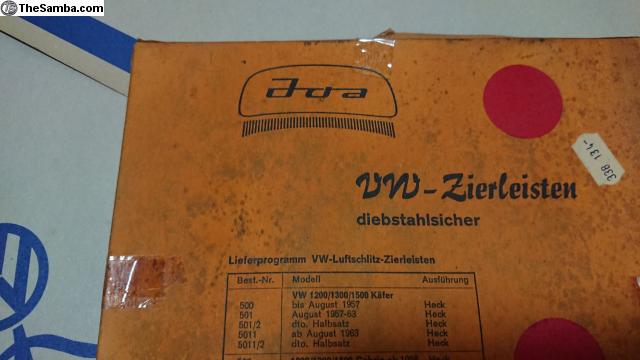 TheSamba.com
VW-Zierleisten
diebstahlsicher
338 134-
Lieferprogramm VW-Luftschlitz-Zierleisten
Best.-Nr. Modell Ausführung
VW 1200/1300/1500 Käfer
500 bis August 1957 Heck
501 August 1957-63 Heck
501/2 dto. Halbsatz Heck
5011 ab August 1963 Heck
5011/2 dto. Halbsatz Heck